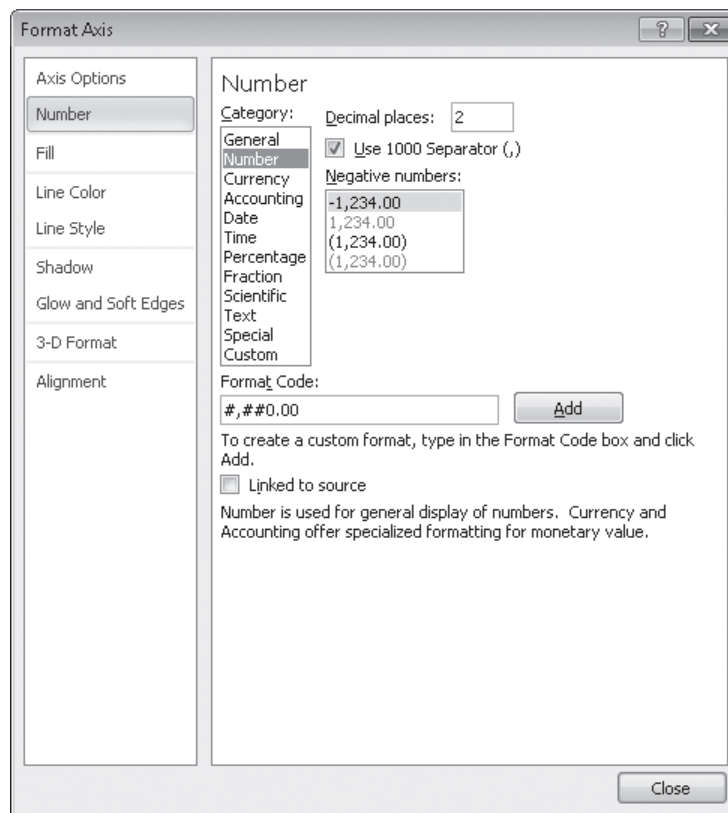 Format Axis
Axis Options
Number
Fill
Line Color
Line Style
Shadow
Glow and Soft Edges
3-D Format
Alignment
Number
Category:
General
Number
Currency
Accounting
Date
Time
Percentage
Fraction
Scientific
Text
Special
Custom
Decimal places: 2
Use 1000 Separator (,)
Negative numbers:
-1,234.00
1,234.00
(1,234.00)
(1,234.00)
Format Code:
#,##0.00
Add
To create a custom format, type in the Format Code box and click
Add.
Linked to source
Number is used for general display of numbers.  Currency and
Accounting offer specialized formatting for monetary value.
Close